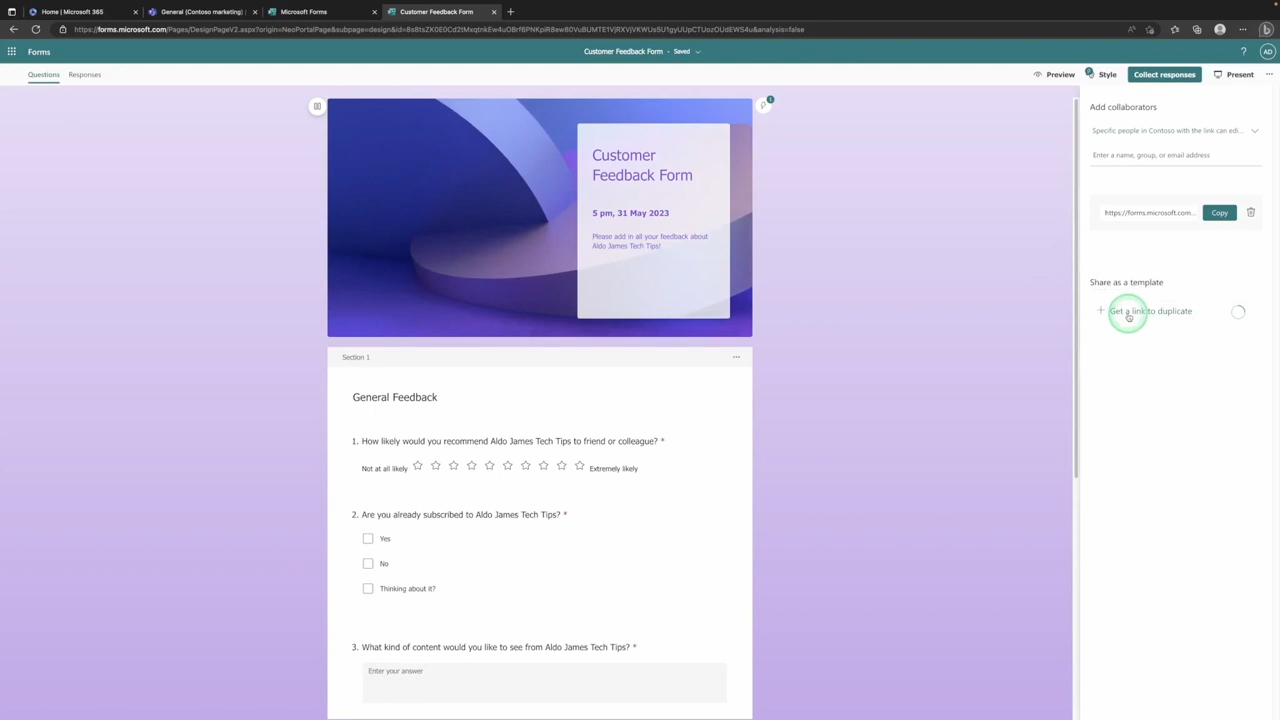 Home | Microsoft 365
General (Contoso marketing) |
Microsoft Forms
Customer Feedback Form
Forms
Customer Feedback Form - Saved
?
AD
Questions
Responses
Preview
Style
Collect responses
Present
Add collaborators
Specific people in Contoso with the link can edi...
Enter a name, group, or email address
https://forms.microsoft.com...
Copy
Share as a template
+ Get a link to duplicate
1
Customer
Feedback Form
5 pm, 31 May 2023
Please add in all your feedback about
Aldo James Tech Tips!
Section 1
General Feedback
1. How likely would you recommend Aldo James Tech Tips to friend or colleague? *
Not at all likely
Extremely likely
2. Are you already subscribed to Aldo James Tech Tips? *
Yes
No
Thinking about it?
3. What kind of content would you like to see from Aldo James Tech Tips? *
Enter your answer